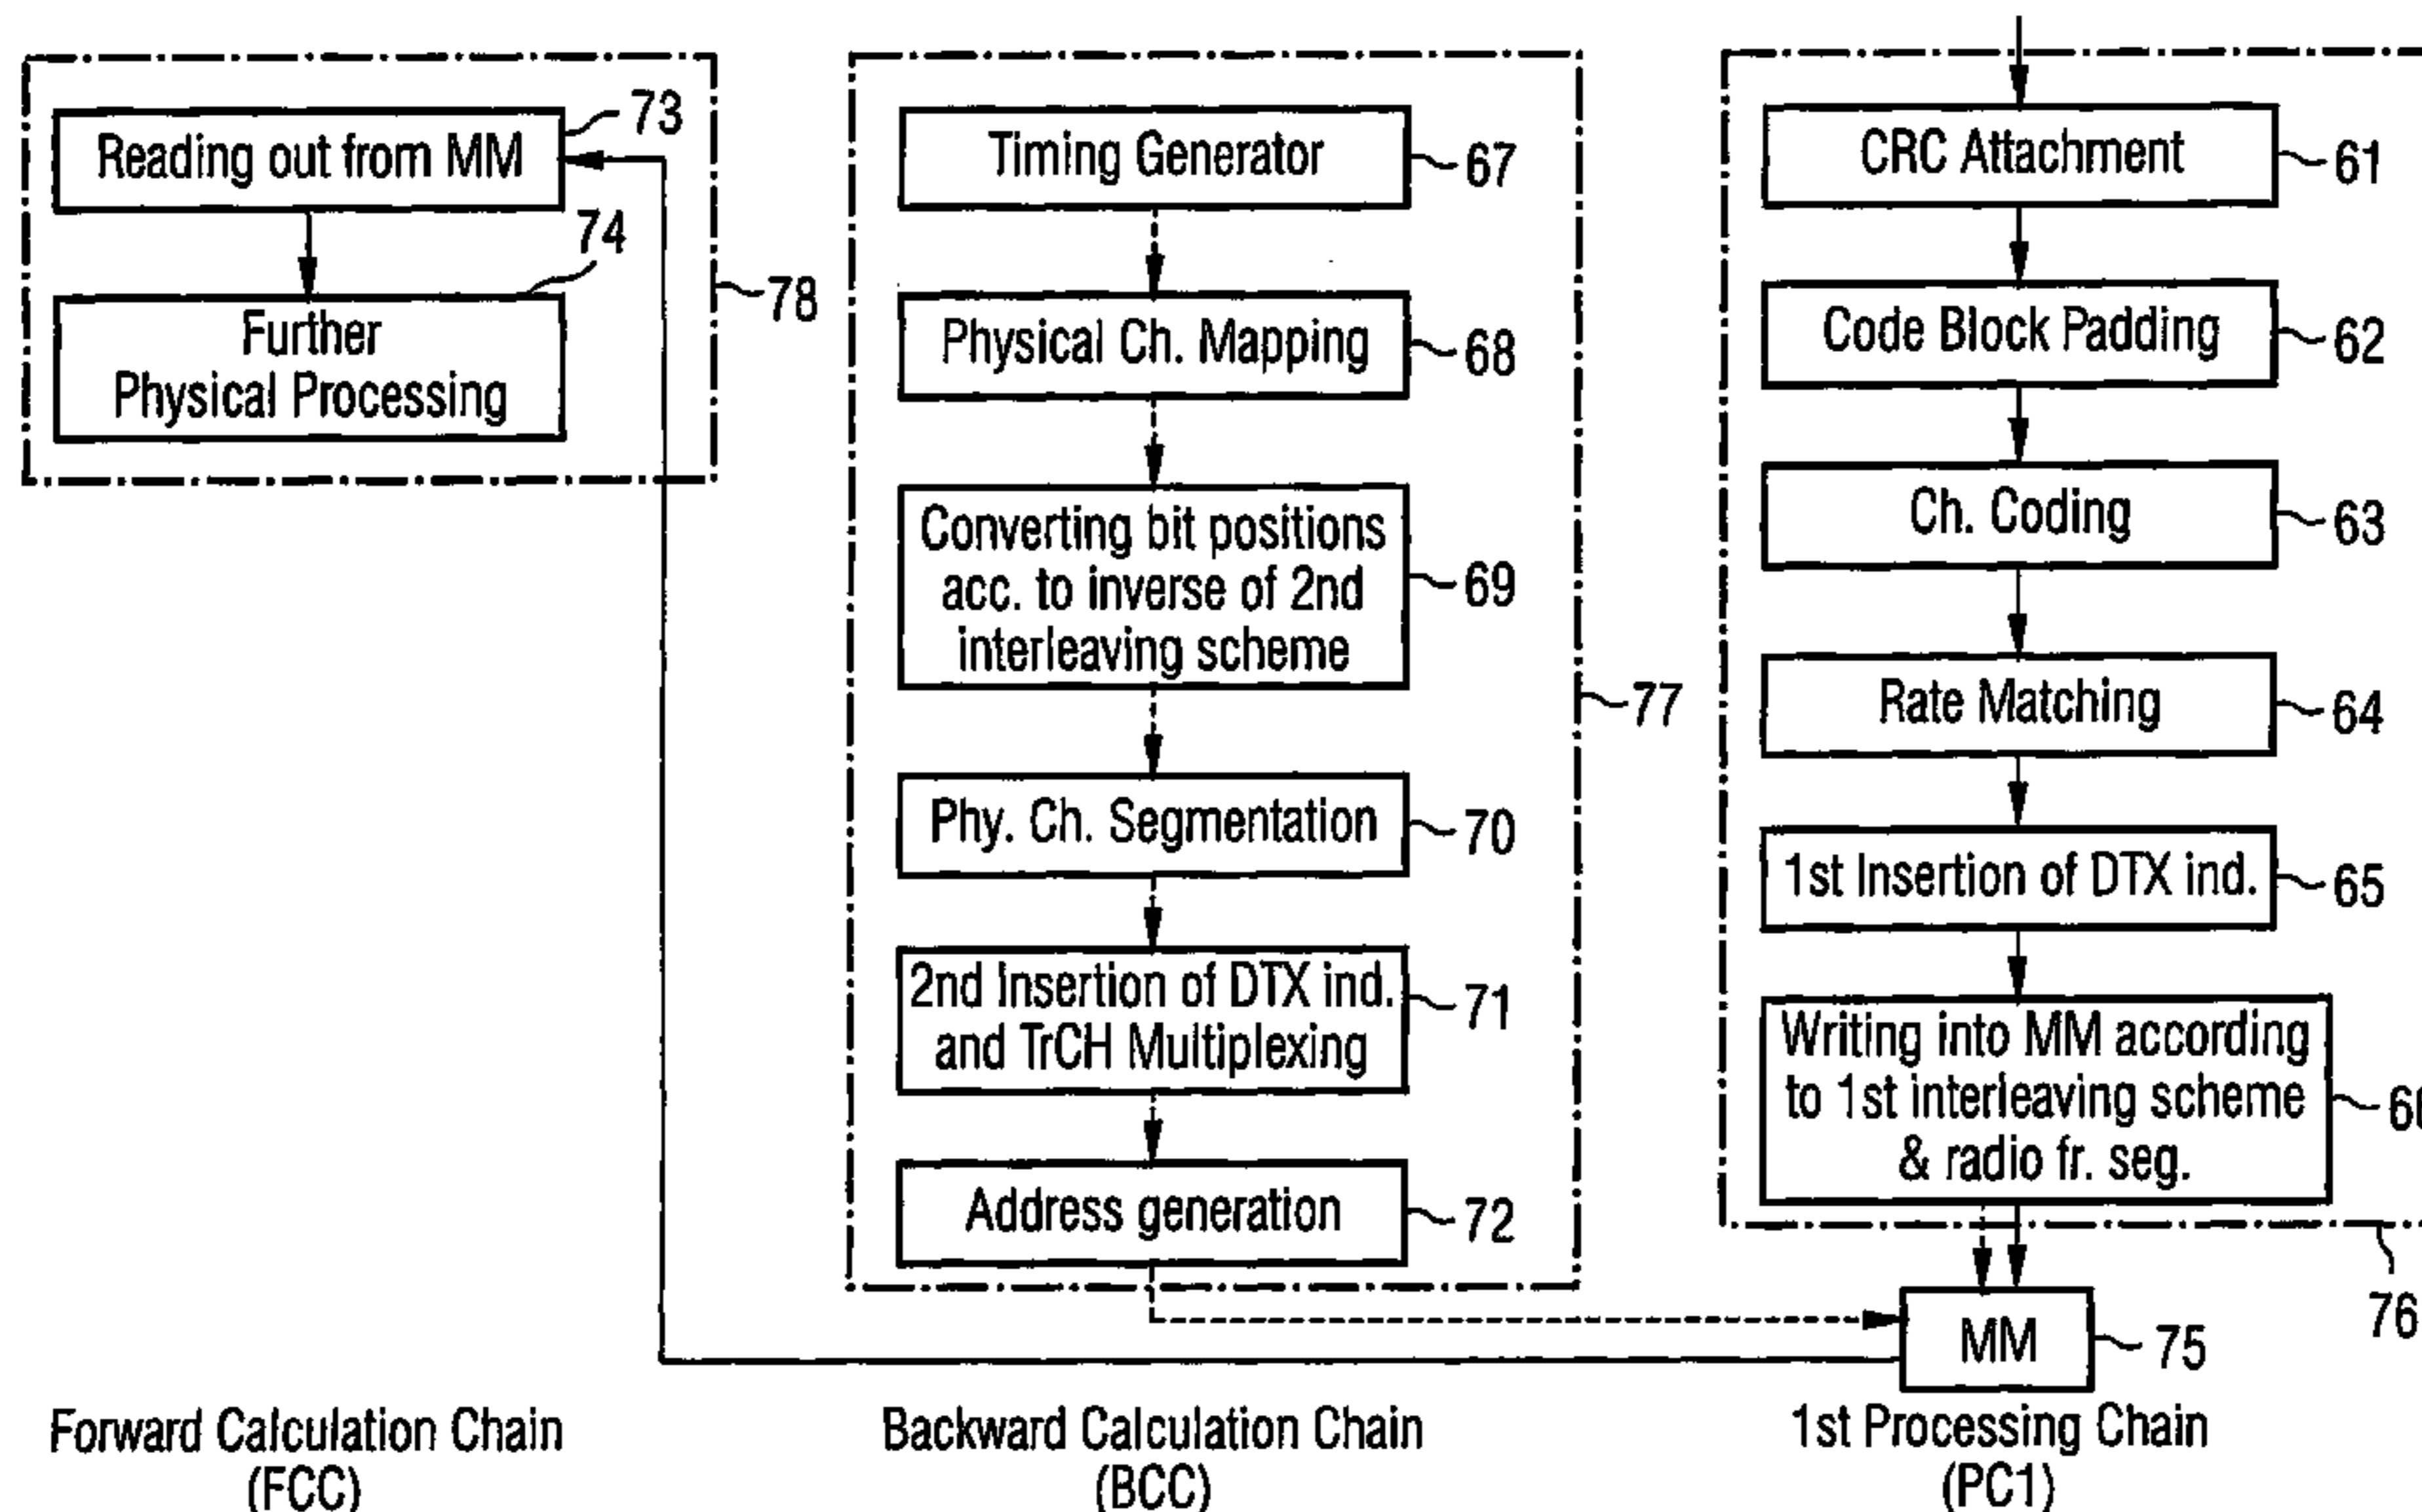 Reading out from MM
73
Further
Physical Processing
74
78
Forward Calculation Chain
(FCC)
Timing Generator
67
Physical Ch. Mapping
68
Converting bit positions
acc. to inverse of 2nd
interleaving scheme
69
Phy. Ch. Segmentation
70
2nd Insertion of DTX ind.
and TrCH Multiplexing
71
Address generation
72
77
Backward Calculation Chain
(BCC)
CRC Attachment
61
Code Block Padding
62
Ch. Coding
63
Rate Matching
64
1st Insertion of DTX ind.
65
Writing into MM according
to 1st interleaving scheme
& radio fr. seg.
76
MM
75
1st Processing Chain
(PC1)